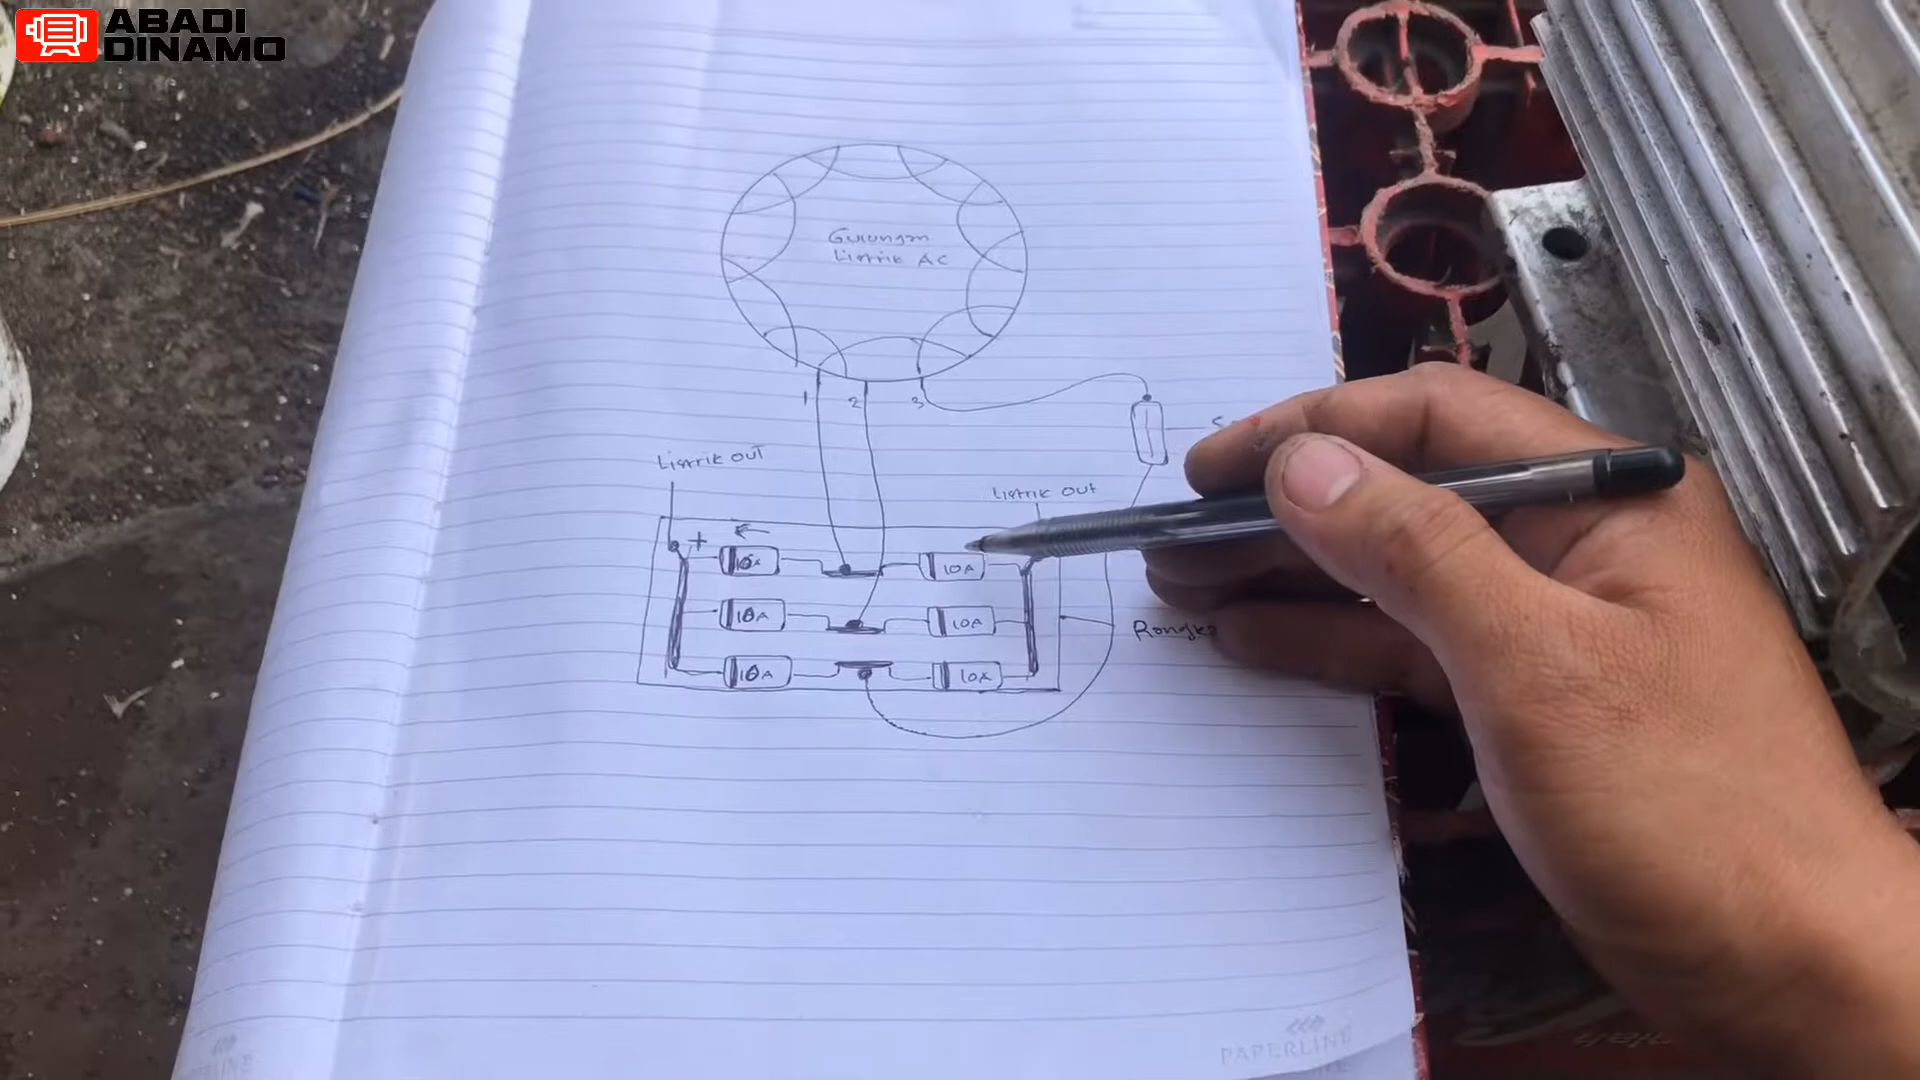 ABADI
DINAMO
Gulungan
Listrik AC
1
2
3
Listrik Out
Listrik Out
+
10A
10A
10A
10A
10A
10A
PAPERLINE